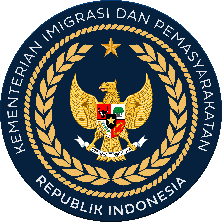 KEMENTERIAN IMIGRASI DAN PEMASYARAKATAN
REPUBLIK INDONESIA